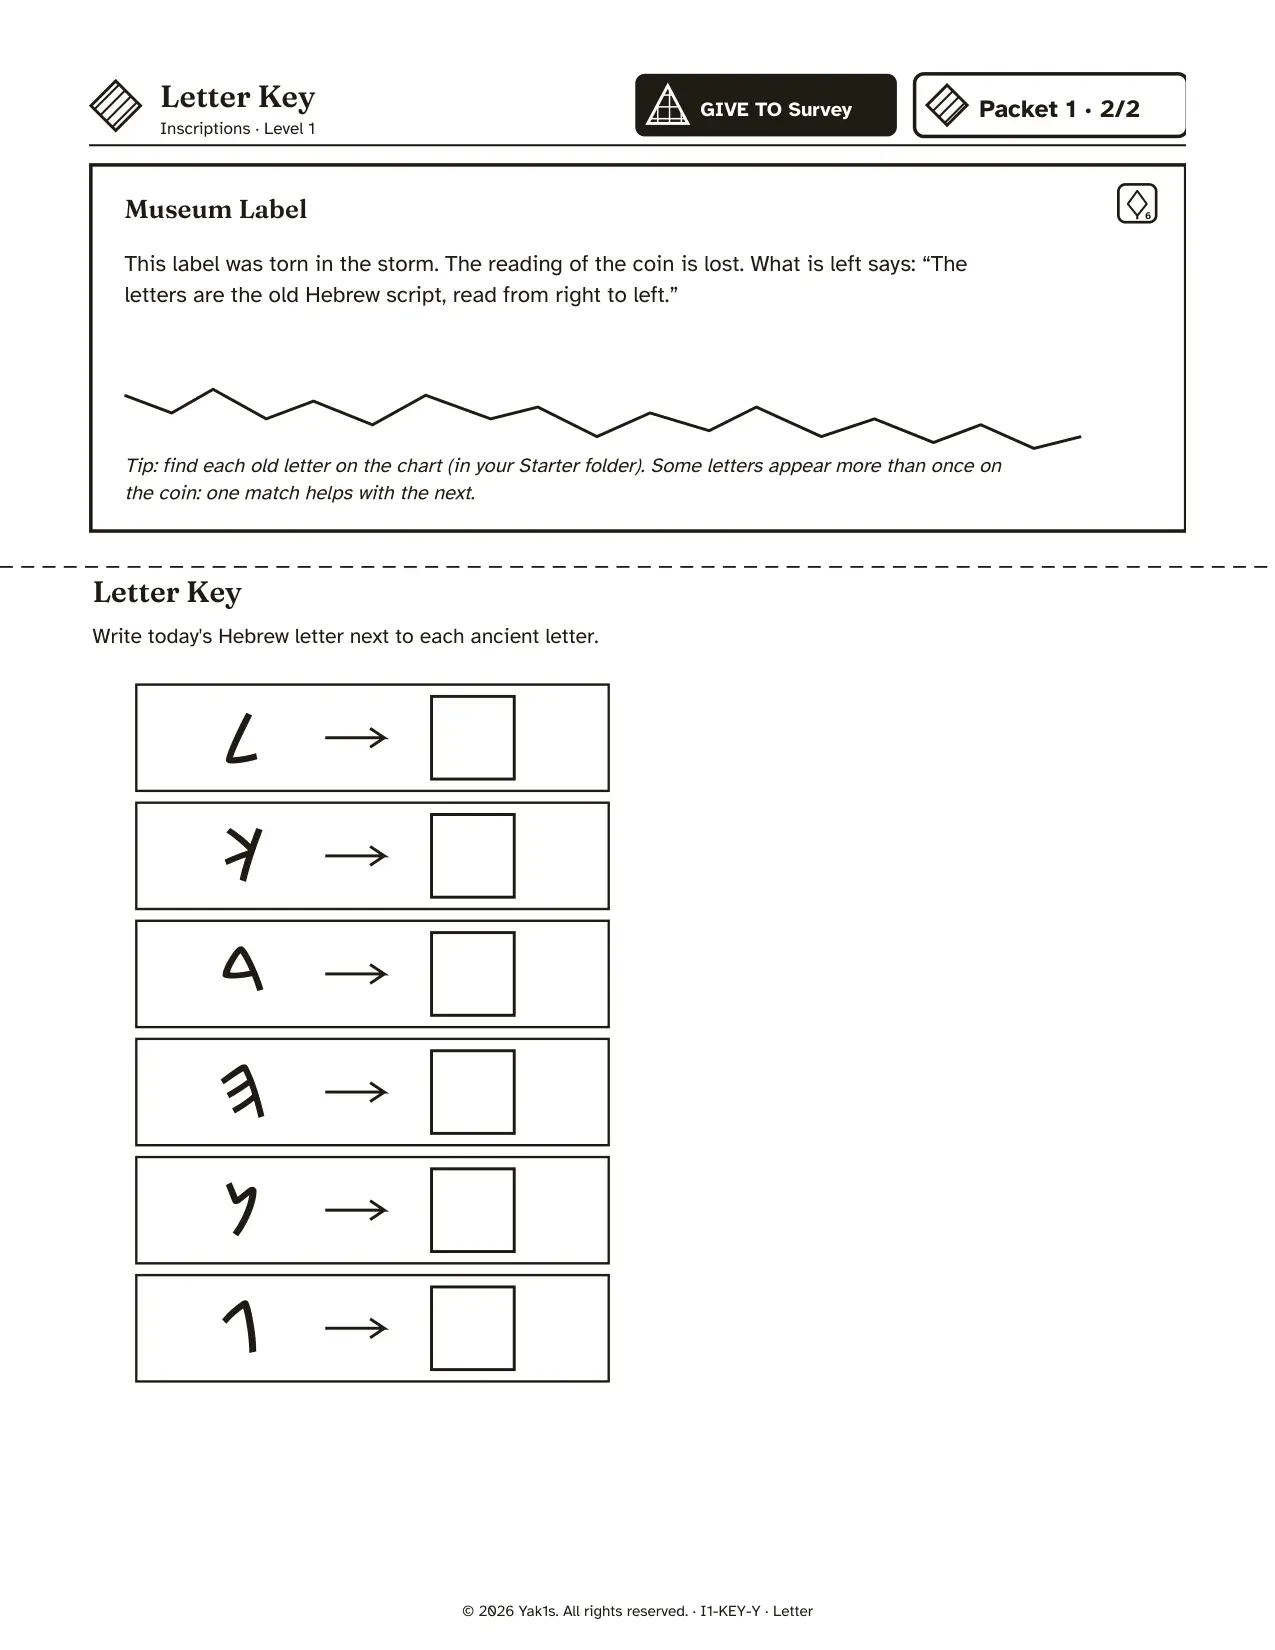 Letter Key
Inscriptions · Level 1
GIVE TO Survey
Packet 1 · 2/2
Museum Label
6
This label was torn in the storm. The reading of the coin is lost. What is left says: “The
letters are the old Hebrew script, read from right to left.”
Tip: find each old letter on the chart (in your Starter folder). Some letters appear more than once on
the coin: one match helps with the next.
Letter Key
Write today's Hebrew letter next to each ancient letter.
𐤋
𐤀
𐤃
𐤄
𐤍
𐤂
© 2026 Yak1s. All rights reserved. · I1-KEY-Y · Letter